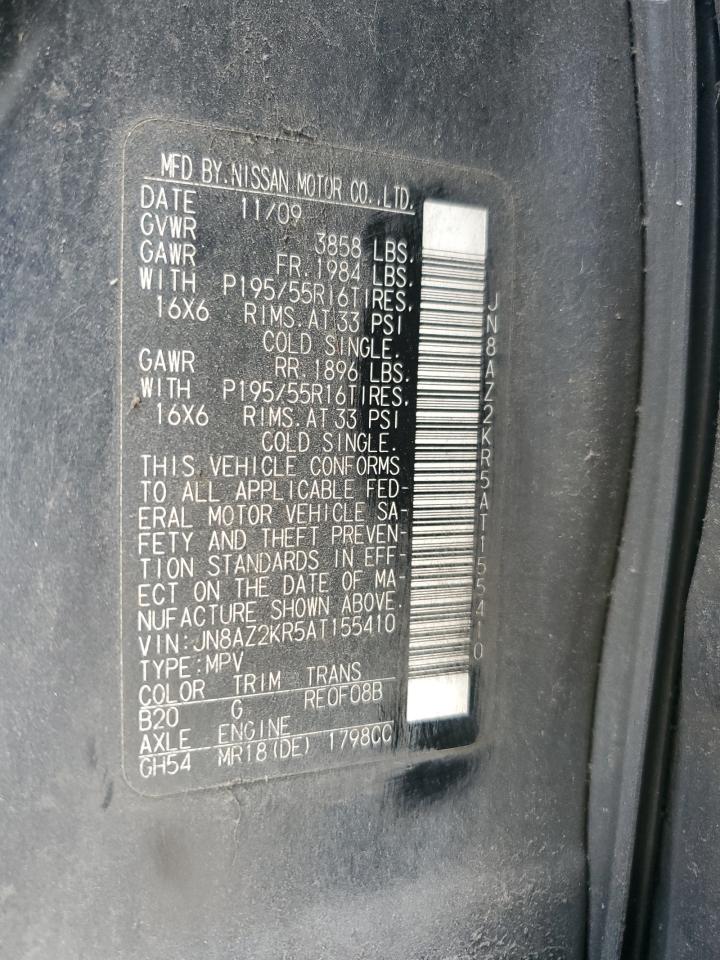 MFD BY.NISSAN MOTOR CO.,LTD.
DATE 11/09
GVWR 3858 LBS.
GAWR FR.1984 LBS.
WITH P195/55R16TIRES,
16X6 RIMS.AT 33 PSI
COLD SINGLE.
GAWR RR.1896 LBS.
WITH P195/55R16TIRES,
16X6 RIMS.AT 33 PSI
COLD SINGLE.
THIS VEHICLE CONFORMS
TO ALL APPLICABLE FED-
ERAL MOTOR VEHICLE SA-
FETY AND THEFT PREVEN-
TION STANDARDS IN EFF-
ECT ON THE DATE OF MA-
NUFACTURE SHOWN ABOVE.
VIN:JN8AZ2KR5AT155410
TYPE:MPV
COLOR TRIM TRANS
B20 G RE0F08B
AXLE ENGINE
GH54 MR18(DE) 1798CC
JN8AZ2KR5AT155410